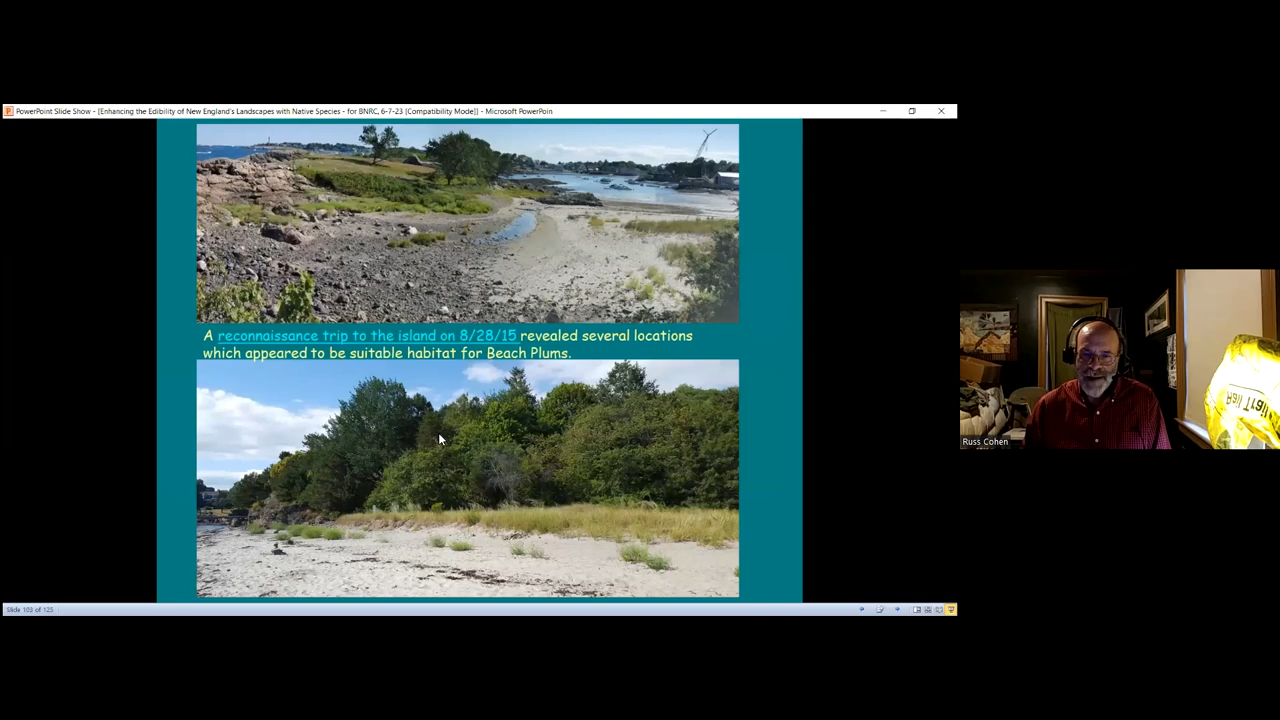 PowerPoint Slide Show - [Enhancing the Edibility of New England's Landscapes with Native Species - for BNRC, 6-7-23 [Compatibility Mode]] - Microsoft PowerPoin
A reconnaissance trip to the island on 8/28/15 revealed several locations
which appeared to be suitable habitat for Beach Plums.
Russ Cohen
Slide 103 of 125